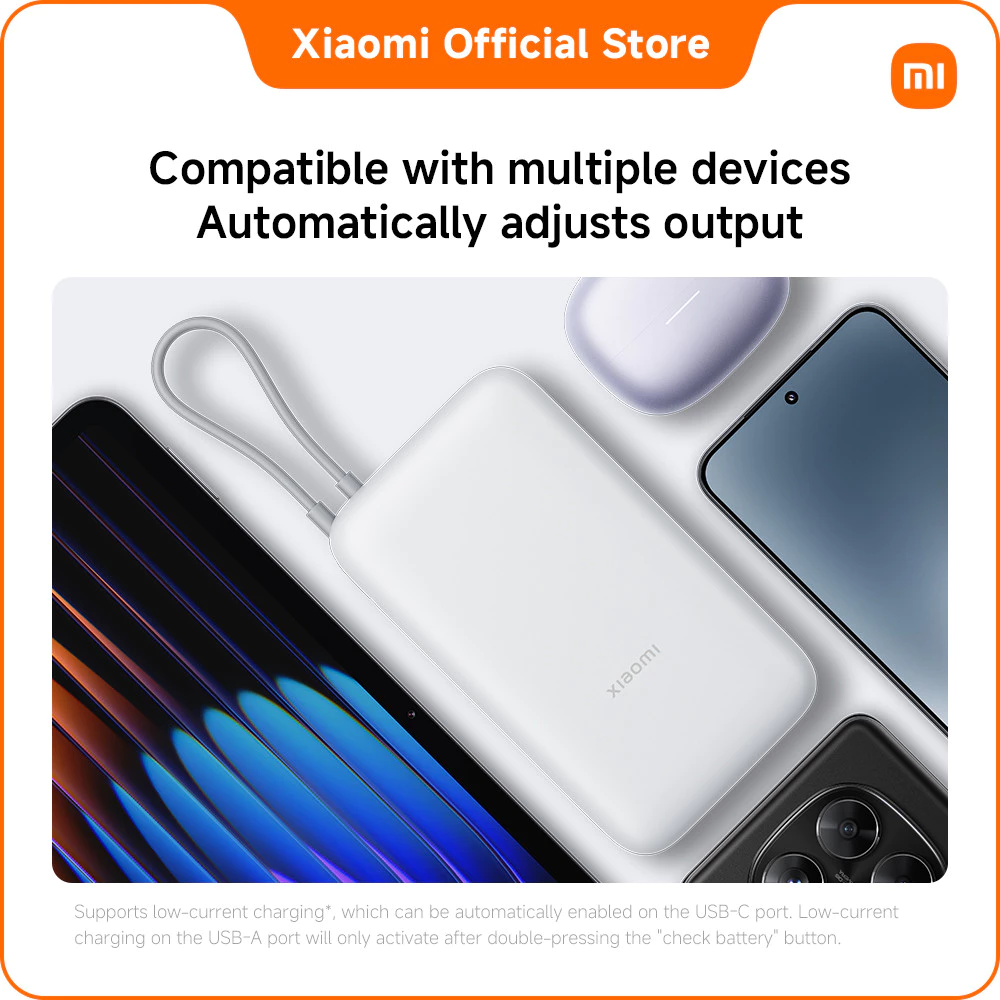 Xiaomi Official Store
mi
Compatible with multiple devices
Automatically adjusts output
xiaomi
Supports low-current charging*, which can be automatically enabled on the USB-C port. Low-current
charging on the USB-A port will only activate after double-pressing the "check battery" button.